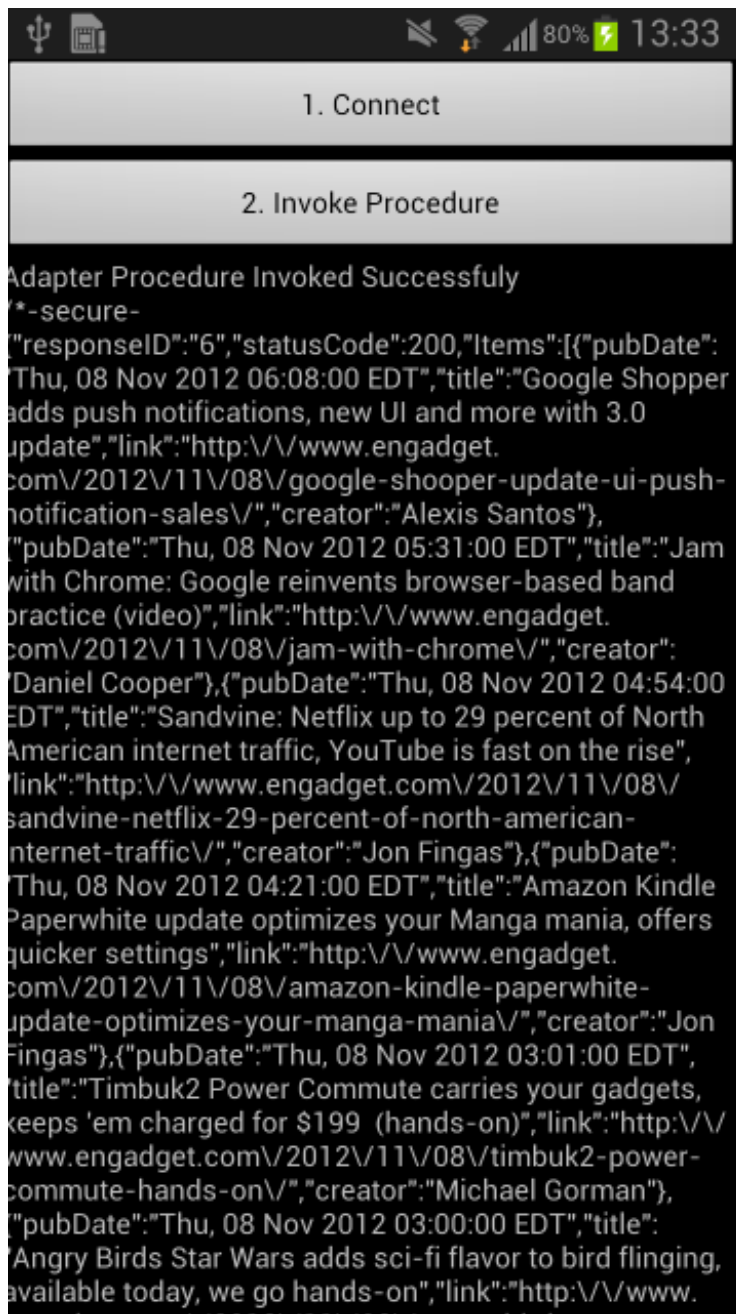 80% 13:33
1. Connect
2. Invoke Procedure
Adapter Procedure Invoked Successfuly
/*-secure-
{"responseID":"6","statusCode":200,"Items":[{"pubDate":
"Thu, 08 Nov 2012 06:08:00 EDT","title":"Google Shopper
adds push notifications, new UI and more with 3.0
update","link":"http:\/\/www.engadget.
com\/2012\/11\/08\/google-shooper-update-ui-push-
notification-sales\/","creator":"Alexis Santos"},
{"pubDate":"Thu, 08 Nov 2012 05:31:00 EDT","title":"Jam
with Chrome: Google reinvents browser-based band
practice (video)","link":"http:\/\/www.engadget.
com\/2012\/11\/08\/jam-with-chrome\/","creator":
"Daniel Cooper"},{"pubDate":"Thu, 08 Nov 2012 04:54:00
EDT","title":"Sandvine: Netflix up to 29 percent of North
American internet traffic, YouTube is fast on the rise",
"link":"http:\/\/www.engadget.com\/2012\/11\/08\/
sandvine-netflix-29-percent-of-north-american-
internet-traffic\/","creator":"Jon Fingas"},{"pubDate":
"Thu, 08 Nov 2012 04:21:00 EDT","title":"Amazon Kindle
Paperwhite update optimizes your Manga mania, offers
quicker settings","link":"http:\/\/www.engadget.
com\/2012\/11\/08\/amazon-kindle-paperwhite-
update-optimizes-your-manga-mania\/","creator":"Jon
Fingas"},{"pubDate":"Thu, 08 Nov 2012 03:01:00 EDT",
"title":"Timbuk2 Power Commute carries your gadgets,
keeps 'em charged for $199  (hands-on)","link":"http:\/\/
www.engadget.com\/2012\/11\/08\/timbuk2-power-
commute-hands-on\/","creator":"Michael Gorman"},
{"pubDate":"Thu, 08 Nov 2012 03:00:00 EDT","title":
"Angry Birds Star Wars adds sci-fi flavor to bird flinging,
available today, we go hands-on","link":"http:\/\/www.